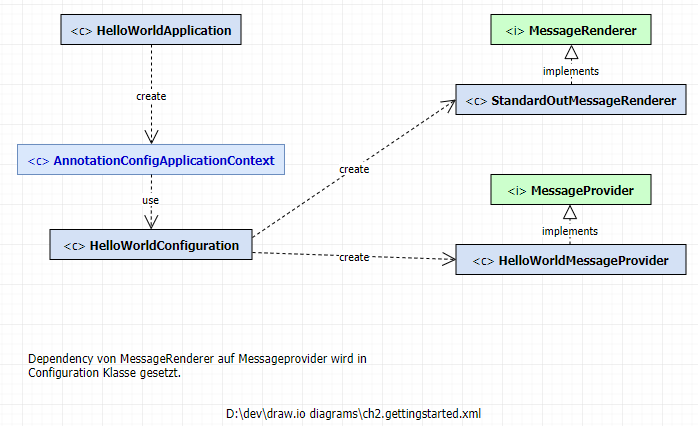 <c> HelloWorldApplication
<i> MessageRenderer
implements
create
<c> StandardOutMessageRenderer
<c> AnnotationConfigApplicationContext
create
use
<i> MessageProvider
implements
<c> HelloWorldConfiguration
create
<c> HelloWorldMessageProvider
Dependency von MessageRenderer auf Messageprovider wird in
Configuration Klasse gesetzt.
D:\dev\draw.io diagrams\ch2.gettingstarted.xml